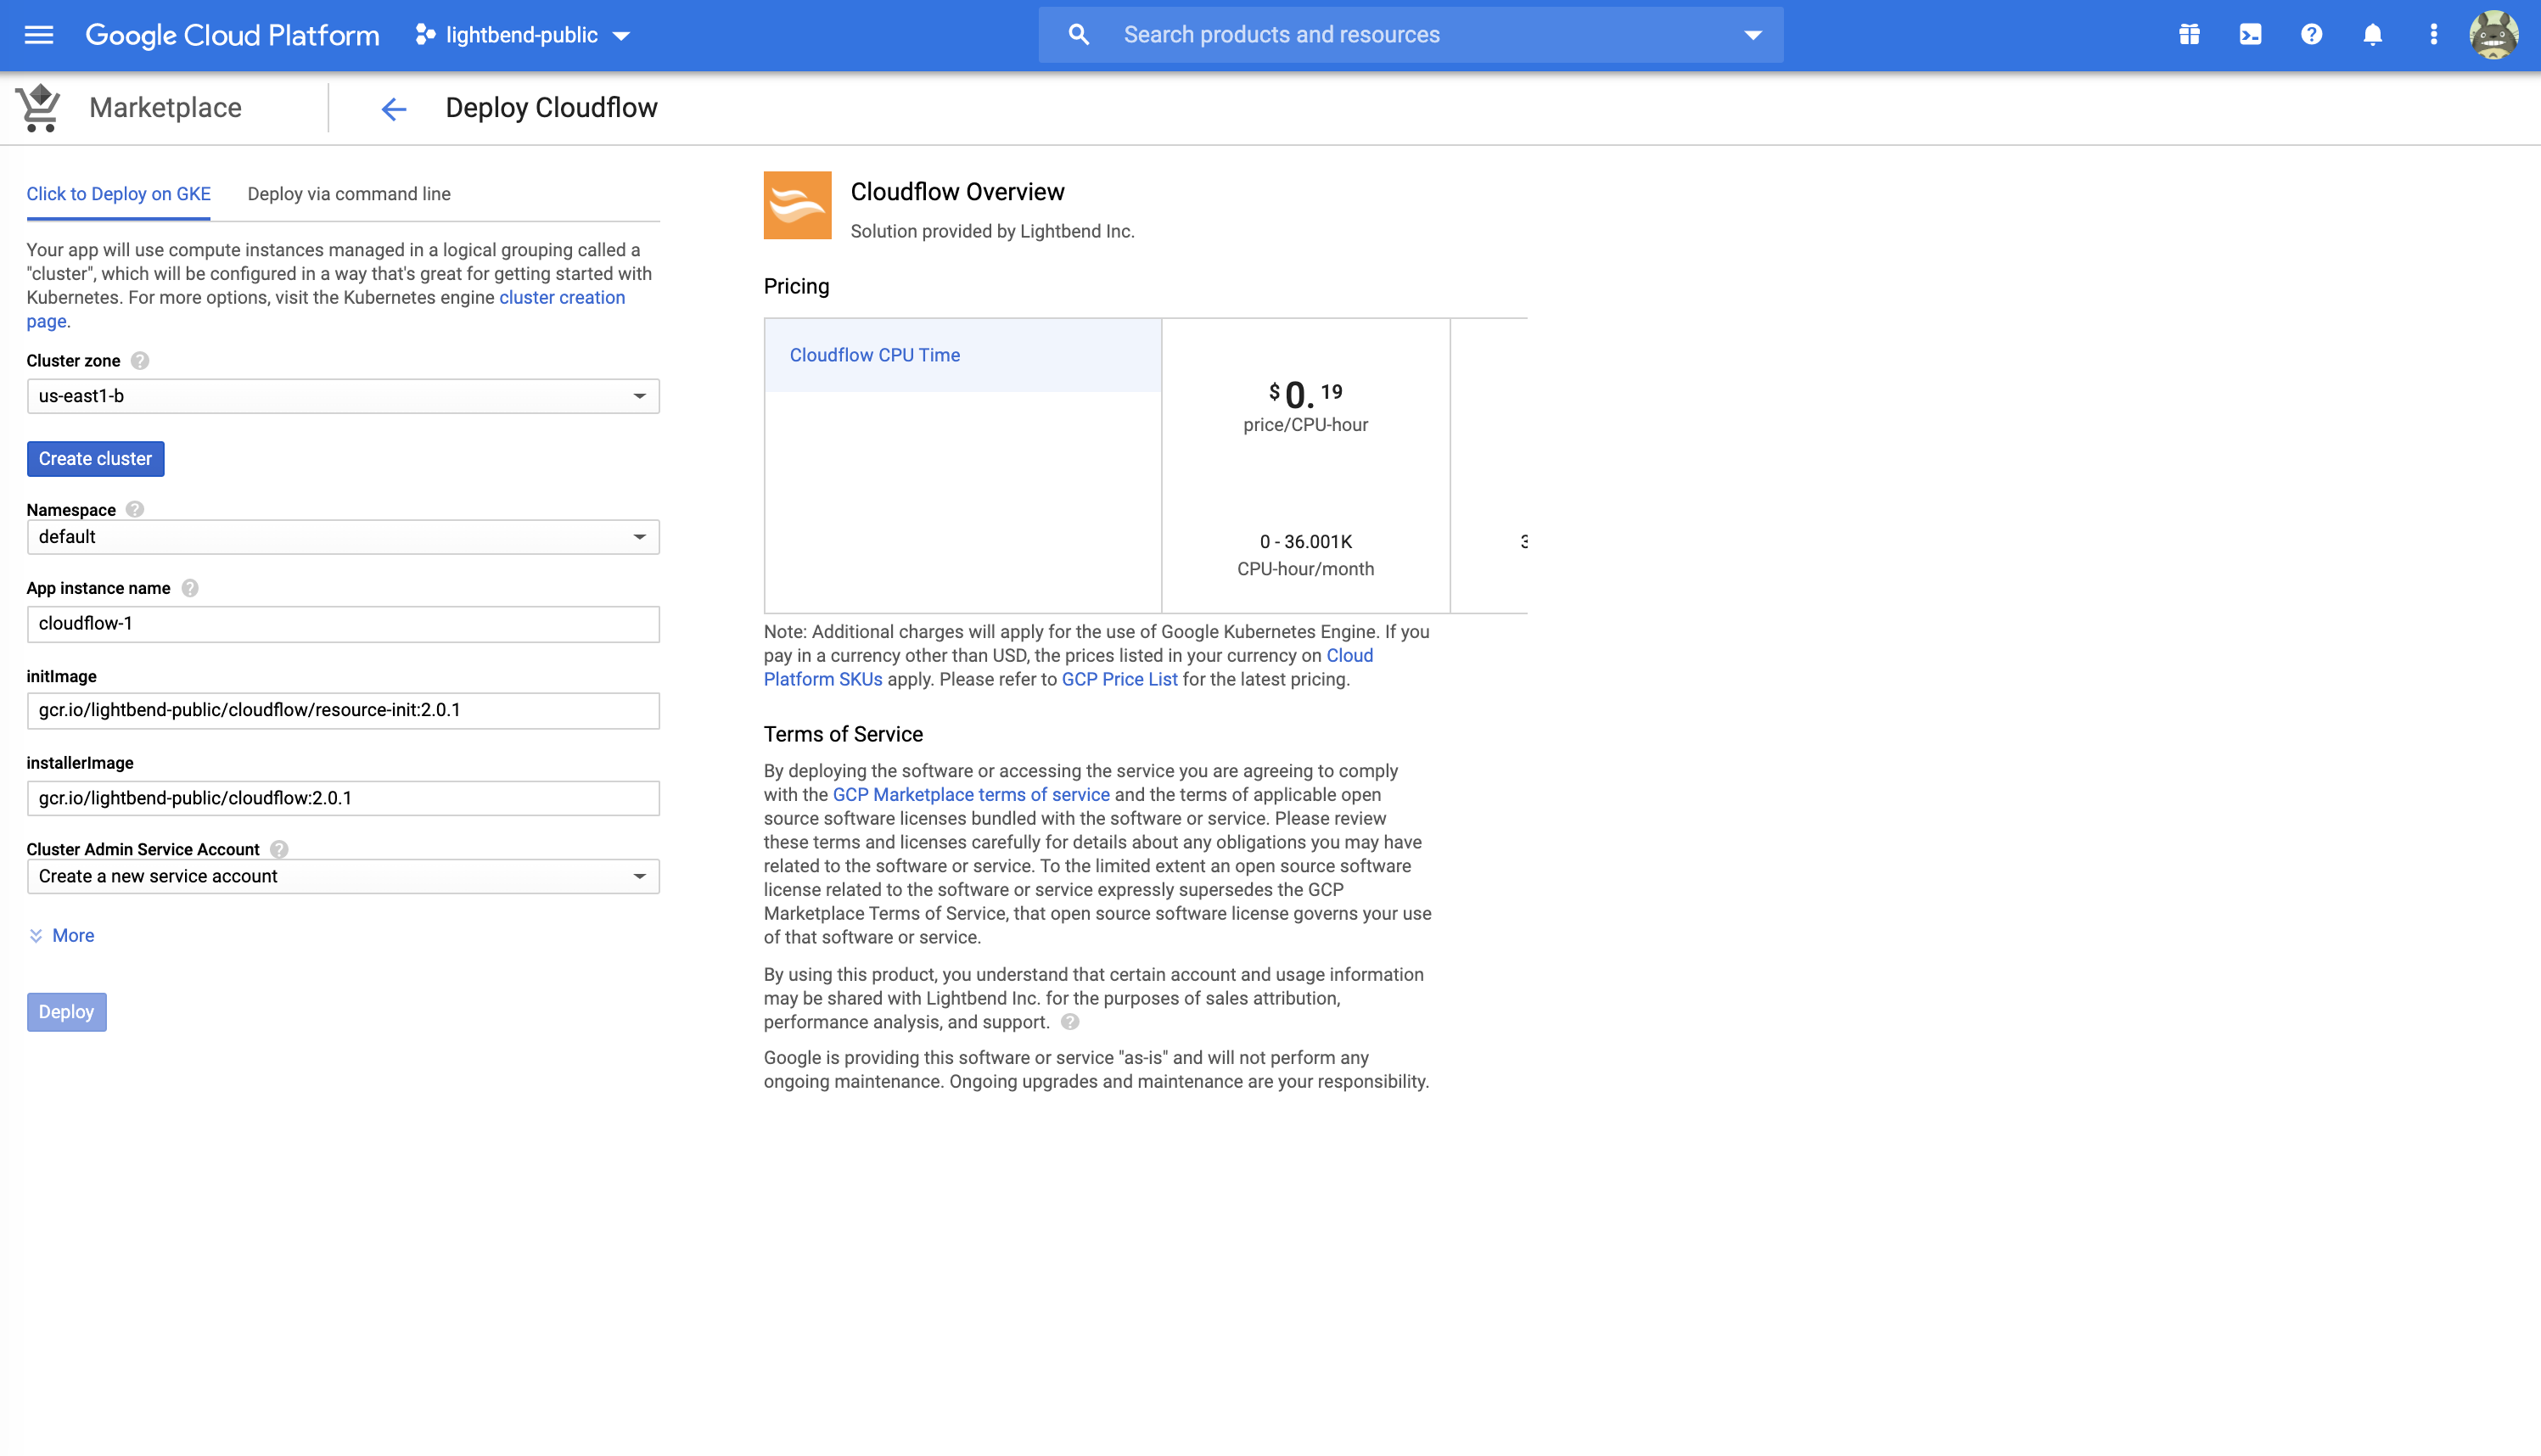 Google Cloud Platform
lightbend-public
Search products and resources
Marketplace
Deploy Cloudflow
Click to Deploy on GKE
Deploy via command line
Your app will use compute instances managed in a logical grouping called a
"cluster", which will be configured in a way that's great for getting started with
Kubernetes. For more options, visit the Kubernetes engine cluster creation
page.
Cluster zone
us-east1-b
Create cluster
Namespace
default
App instance name
cloudflow-1
initImage
gcr.io/lightbend-public/cloudflow/resource-init:2.0.1
installerImage
gcr.io/lightbend-public/cloudflow:2.0.1
Cluster Admin Service Account
Create a new service account
More
Deploy
Cloudflow Overview
Solution provided by Lightbend Inc.
Pricing
Cloudflow CPU Time
$0.19
price/CPU-hour
0 - 36.001K
CPU-hour/month
Note: Additional charges will apply for the use of Google Kubernetes Engine. If you
pay in a currency other than USD, the prices listed in your currency on Cloud
Platform SKUs apply. Please refer to GCP Price List for the latest pricing.
Terms of Service
By deploying the software or accessing the service you are agreeing to comply
with the GCP Marketplace terms of service and the terms of applicable open
source software licenses bundled with the software or service. Please review
these terms and licenses carefully for details about any obligations you may have
related to the software or service. To the limited extent an open source software
license related to the software or service expressly supersedes the GCP
Marketplace Terms of Service, that open source software license governs your use
of that software or service.
By using this product, you understand that certain account and usage information
may be shared with Lightbend Inc. for the purposes of sales attribution,
performance analysis, and support.
Google is providing this software or service "as-is" and will not perform any
ongoing maintenance. Ongoing upgrades and maintenance are your responsibility.